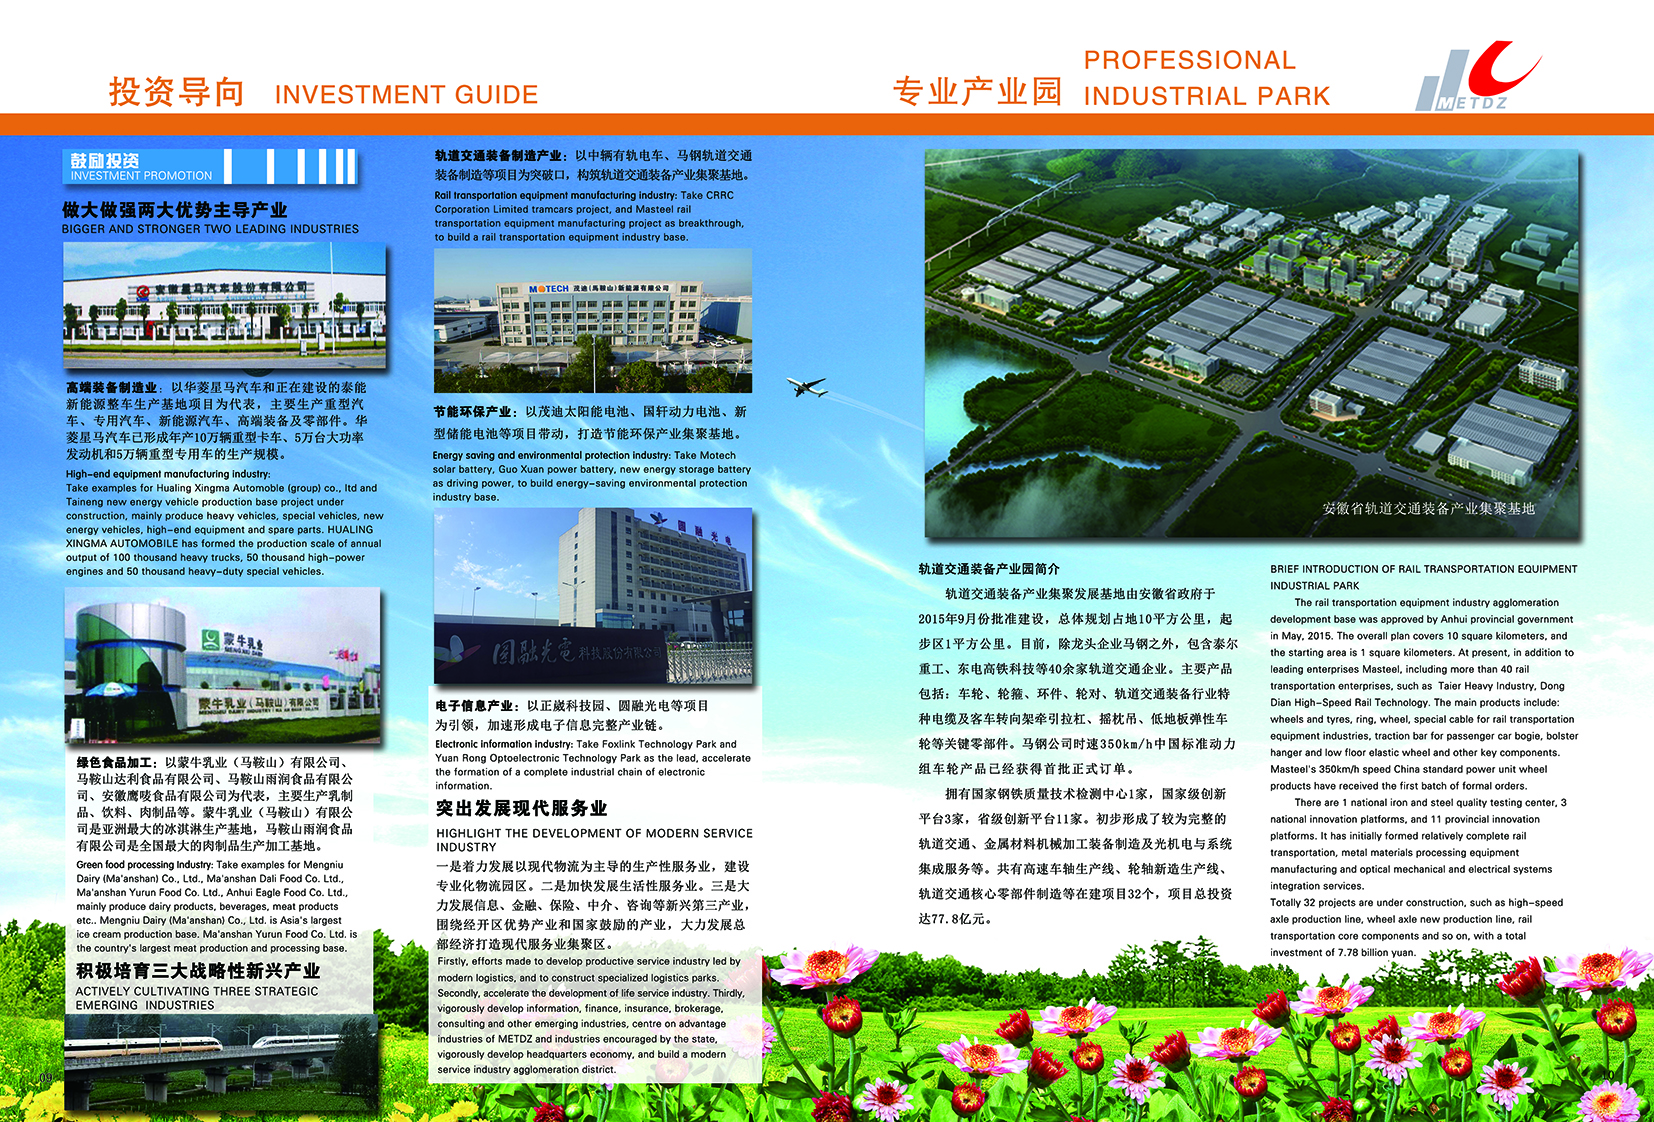 投资导向 INVESTMENT GUIDE
鼓励投资
INVESTMENT PROMOTION
做大做强两大优势主导产业
BIGGER AND STRONGER TWO LEADING INDUSTRIES
安徽星马汽车股份有限公司
高端装备制造业：以华菱星马汽车和正在建设的泰能
新能源整车生产基地项目为代表，主要生产重型汽
车、专用汽车、新能源汽车、高端装备及零部件。华
菱星马汽车已形成年产10万辆重型卡车、5万台大功率
发动机和5万辆重型专用车的生产规模。
High-end equipment manufacturing industry:
Take examples for Hualing Xingma Automoble (group) co., ltd and
Taineng new energy vehicle production base project under
construction, mainly produce heavy vehicles, special vehicles, new
energy vehicles, high-end equipment and spare parts. HUALING
XINGMA AUTOMOBILE has formed the production scale of annual
output of 100 thousand heavy trucks, 50 thousand high-power
engines and 50 thousand heavy-duty special vehicles.
蒙牛乳业
MENGNIU DAIRY
蒙牛乳业（马鞍山）有限公司
绿色食品加工：以蒙牛乳业（马鞍山）有限公司、
马鞍山达利食品有限公司、马鞍山雨润食品有限公
司、安徽鹰唛食品有限公司为代表，主要生产乳制
品、饮料、肉制品等。蒙牛乳业（马鞍山）有限公
司是亚洲最大的冰淇淋生产基地，马鞍山雨润食品
有限公司是全国最大的肉制品生产加工基地。
Green food processing Industry: Take examples for Mengniu
Dairy (Ma'anshan) Co., Ltd., Ma'anshan Dali Food Co. Ltd.,
Ma'anshan Yurun Food Co. Ltd., Anhui Eagle Food Co. Ltd.,
mainly produce dairy products, beverages, meat products
etc.. Mengniu Dairy (Ma'anshan) Co., Ltd. is Asia's largest
ice cream production base. Ma'anshan Yurun Food Co. Ltd. is
the country's largest meat production and processing base.
积极培育三大战略性新兴产业
ACTIVELY CULTIVATING THREE STRATEGIC
EMERGING INDUSTRIES
09
轨道交通装备制造产业：以中辆有轨电车、马钢轨道交通
装备制造等项目为突破口，构筑轨道交通装备产业集聚基地。
Rail transportation equipment manufacturing industry: Take CRRC
Corporation Limited tramcars project, and Masteel rail
transportation equipment manufacturing project as breakthrough,
to build a rail transportation equipment industry base.
MOTECH 茂迪（马鞍山）新能源有限公司
节能环保产业：以茂迪太阳能电池、国轩动力电池、新
型储能电池等项目带动，打造节能环保产业集聚基地。
Energy saving and environmental protection industry: Take Motech
solar battery, Guo Xuan power battery, new energy storage battery
as driving power, to build energy-saving environmental protection
industry base.
圆融光电
圆融光電科技股份有限公司
电子信息产业：以正崴科技园、圆融光电等项目
为引领，加速形成电子信息完整产业链。
Electronic information industry: Take Foxlink Technology Park and
Yuan Rong Optoelectronic Technology Park as the lead, accelerate
the formation of a complete industrial chain of electronic
information.
突出发展现代服务业
HIGHLIGHT THE DEVELOPMENT OF MODERN SERVICE
INDUSTRY
一是着力发展以现代物流为主导的生产性服务业，建设
专业化物流园区。二是加快发展生活性服务业。三是大
力发展信息、金融、保险、中介、咨询等新兴第三产业，
围绕经开区优势产业和国家鼓励的产业，大力发展总
部经济打造现代服务业集聚区。
Firstly, efforts made to develop productive service industry led by
modern logistics, and to construct specialized logistics parks.
Secondly, accelerate the development of life service industry. Thirdly,
vigorously develop information, finance, insurance, brokerage,
consulting and other emerging industries, centre on advantage
industries of METDZ and industries encouraged by the state,
vigorously develop headquarters economy, and build a modern
service industry agglomeration district.
专业产业园 PROFESSIONAL
INDUSTRIAL PARK
METDZ
安徽省轨道交通装备产业集聚基地
轨道交通装备产业园简介
轨道交通装备产业集聚发展基地由安徽省政府于
2015年9月份批准建设，总体规划占地10平方公里，起
步区1平方公里。目前，除龙头企业马钢之外，包含泰尔
重工、东电高铁科技等40余家轨道交通企业。主要产品
包括：车轮、轮箍、环件、轮对、轨道交通装备行业特
种电缆及客车转向架牵引拉杠、摇枕吊、低地板弹性车
轮等关键零部件。马钢公司时速350km/h中国标准动力
组车轮产品已经获得首批正式订单。
拥有国家钢铁质量技术检测中心1家，国家级创新
平台3家，省级创新平台11家。初步形成了较为完整的
轨道交通、金属材料机械加工装备制造及光机电与系统
集成服务等。共有高速车轴生产线、轮轴新造生产线、
轨道交通核心零部件制造等在建项目32个，项目总投资
达77.8亿元。
BRIEF INTRODUCTION OF RAIL TRANSPORTATION EQUIPMENT
INDUSTRIAL PARK
The rail transportation equipment industry agglomeration
development base was approved by Anhui provincial government
in May, 2015. The overall plan covers 10 square kilometers, and
the starting area is 1 square kilometers. At present, in addition to
leading enterprises Masteel, including more than 40 rail
transportation enterprises, such as Taier Heavy Industry, Dong
Dian High-Speed Rail Technology. The main products include:
wheels and tyres, ring, wheel, special cable for rail transportation
equipment industries, traction bar for passenger car bogie, bolster
hanger and low floor elastic wheel and other key components.
Masteel's 350km/h speed China standard power unit wheel
products have received the first batch of formal orders.
There are 1 national iron and steel quality testing center, 3
national innovation platforms, and 11 provincial innovation
platforms. It has initially formed relatively complete rail
transportation, metal materials processing equipment
manufacturing and optical mechanical and electrical systems
integration services.
Totally 32 projects are under construction, such as high-speed
axle production line, wheel axle new production line, rail
transportation core components and so on, with a total
investment of 7.78 billion yuan.
10